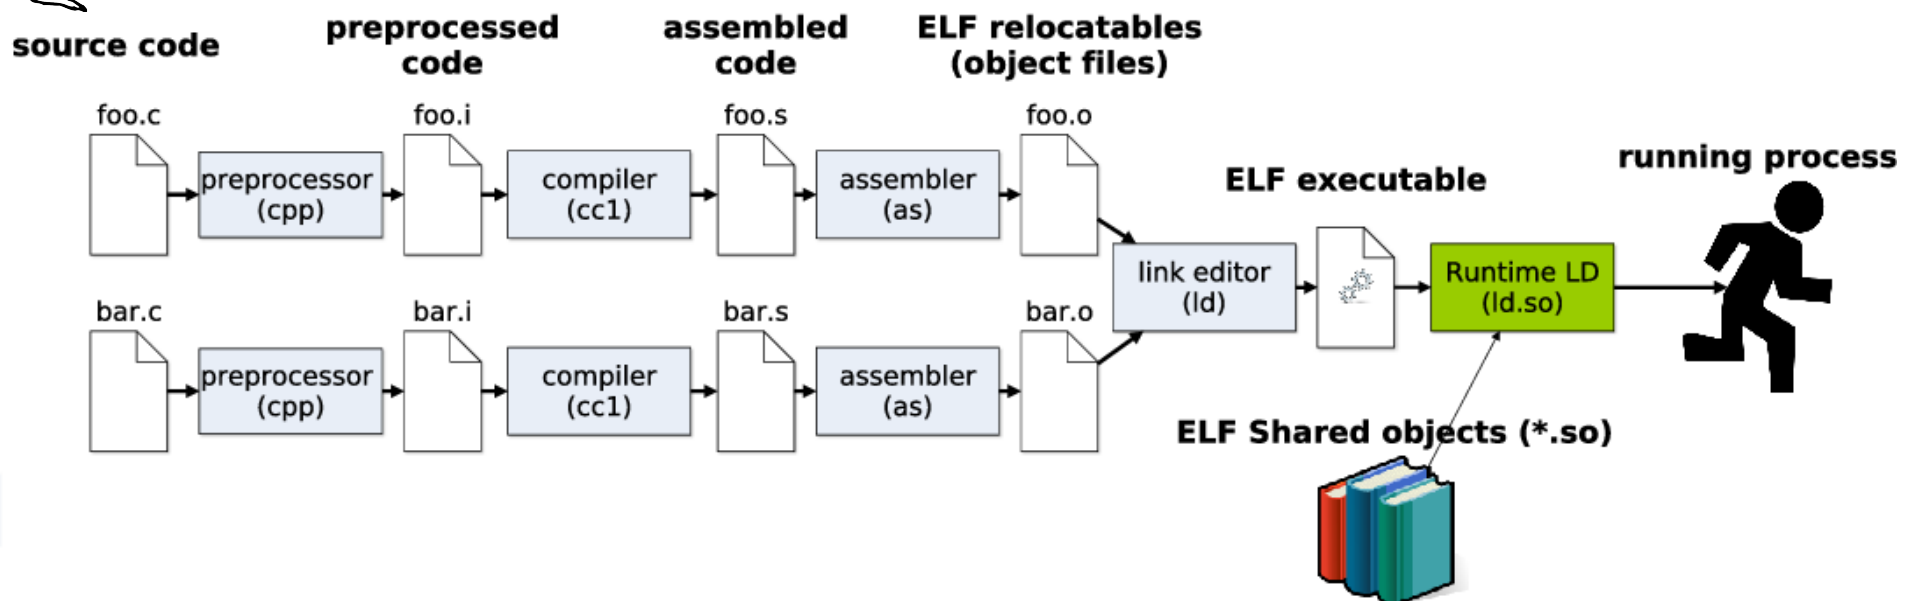 source code
preprocessed
code
assembled
code
ELF relocatables
(object files)
foo.c
foo.i
foo.s
foo.o
preprocessor
(cpp)
compiler
(cc1)
assembler
(as)
ELF executable
running process
link editor
(ld)
Runtime LD
(ld.so)
bar.c
bar.i
bar.s
bar.o
preprocessor
(cpp)
compiler
(cc1)
assembler
(as)
ELF Shared objects (*.so)